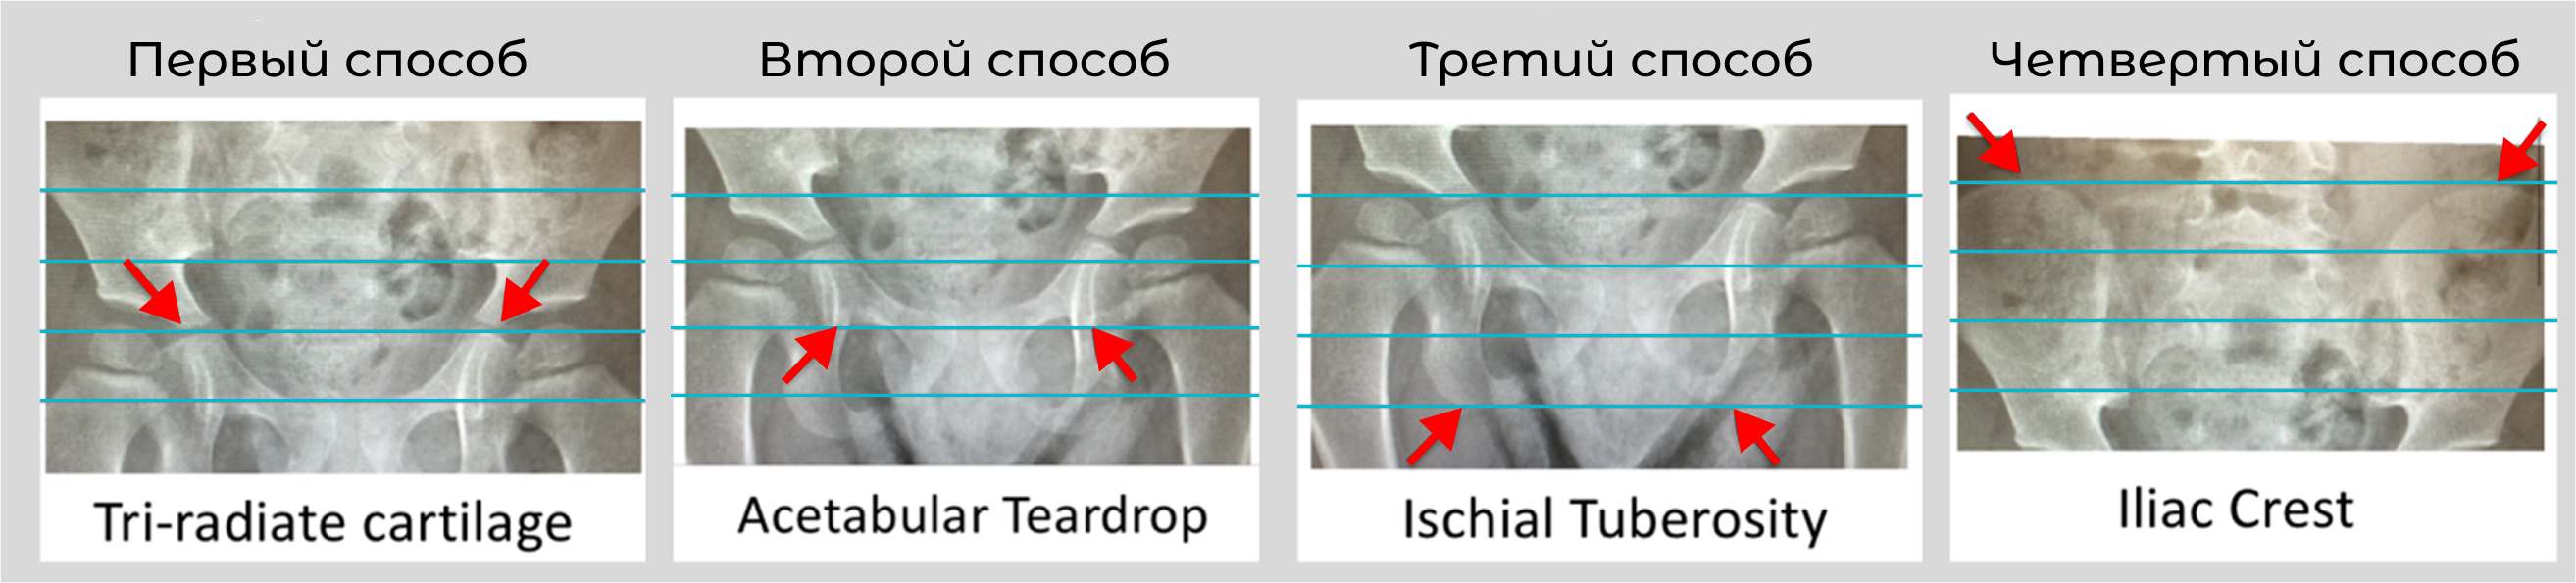 Первый способ
Второй способ
Третий способ
Четвертый способ
Tri-radiate cartilage
Acetabular Teardrop
Ischial Tuberosity
Iliac Crest